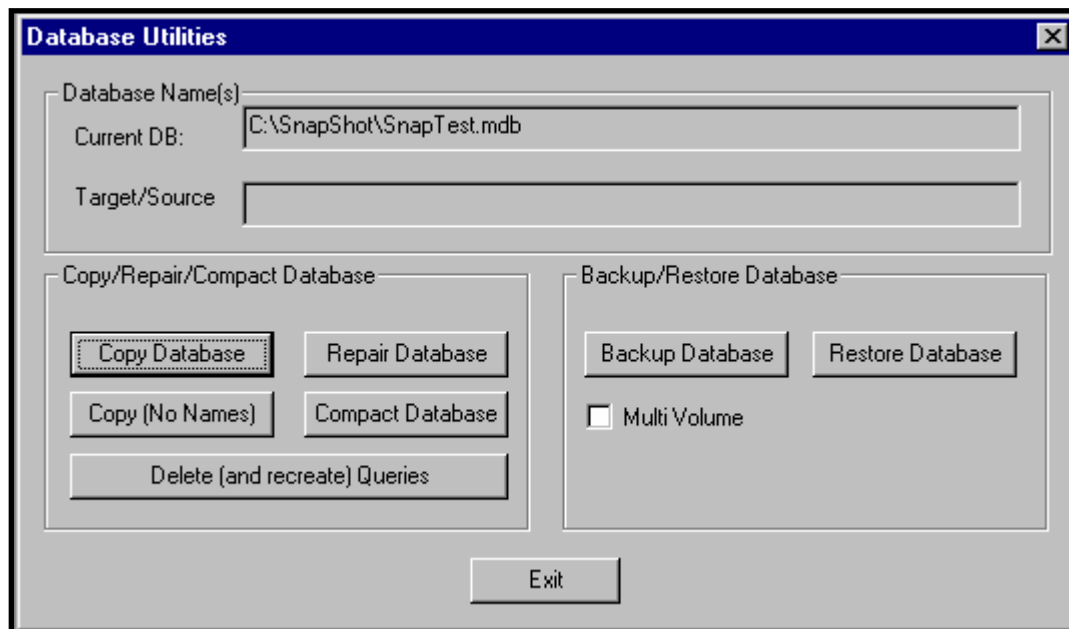 Database Utilities
Database Name(s)
Current DB: C:\SnapShot\SnapTest.mdb
Target/Source
Copy/Repair/Compact Database
Copy Database Repair Database
Copy (No Names) Compact Database
Delete (and recreate) Queries
Backup/Restore Database
Backup Database Restore Database
Multi Volume
Exit